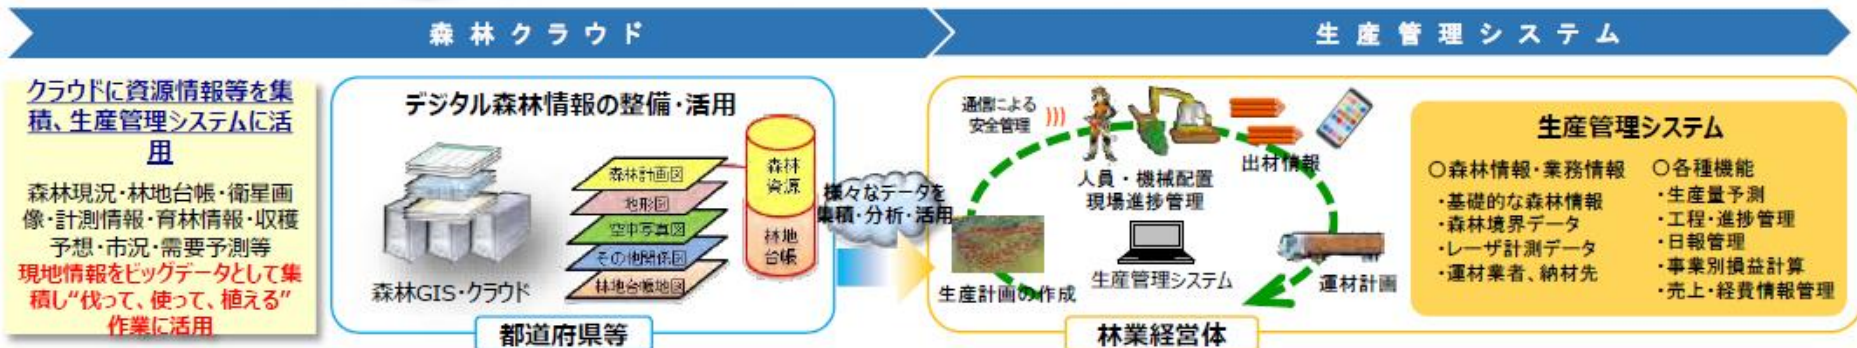 森林クラウド
生産管理システム
クラウドに資源情報等を集
積、生産管理システムに活
用
森林現況・林地台帳・衛星画
像・計測情報・育林情報・収穫
予想・市況・需要予測等
現地情報をビッグデータとして集
積し“伐って、使って、植える”
作業に活用
デジタル森林情報の整備・活用
森林GIS・クラウド
森林計画図
地形図
空中写真図
その他関係図
林地台帳地図
森林
資源
林地
台帳
都道府県等
様々なデータを
集積・分析・活用
通信による
安全管理
人員・機械配置
現場進捗管理
出材情報
生産計画の作成
生産管理システム
運材計画
林業経営体
生産管理システム
○森林情報・業務情報
・基礎的な森林情報
・森林境界データ
・レーザ計測データ
・運材業者、納材先
○各種機能
・生産量予測
・工程・進捗管理
・日報管理
・事業別損益計算
・売上・経費情報管理